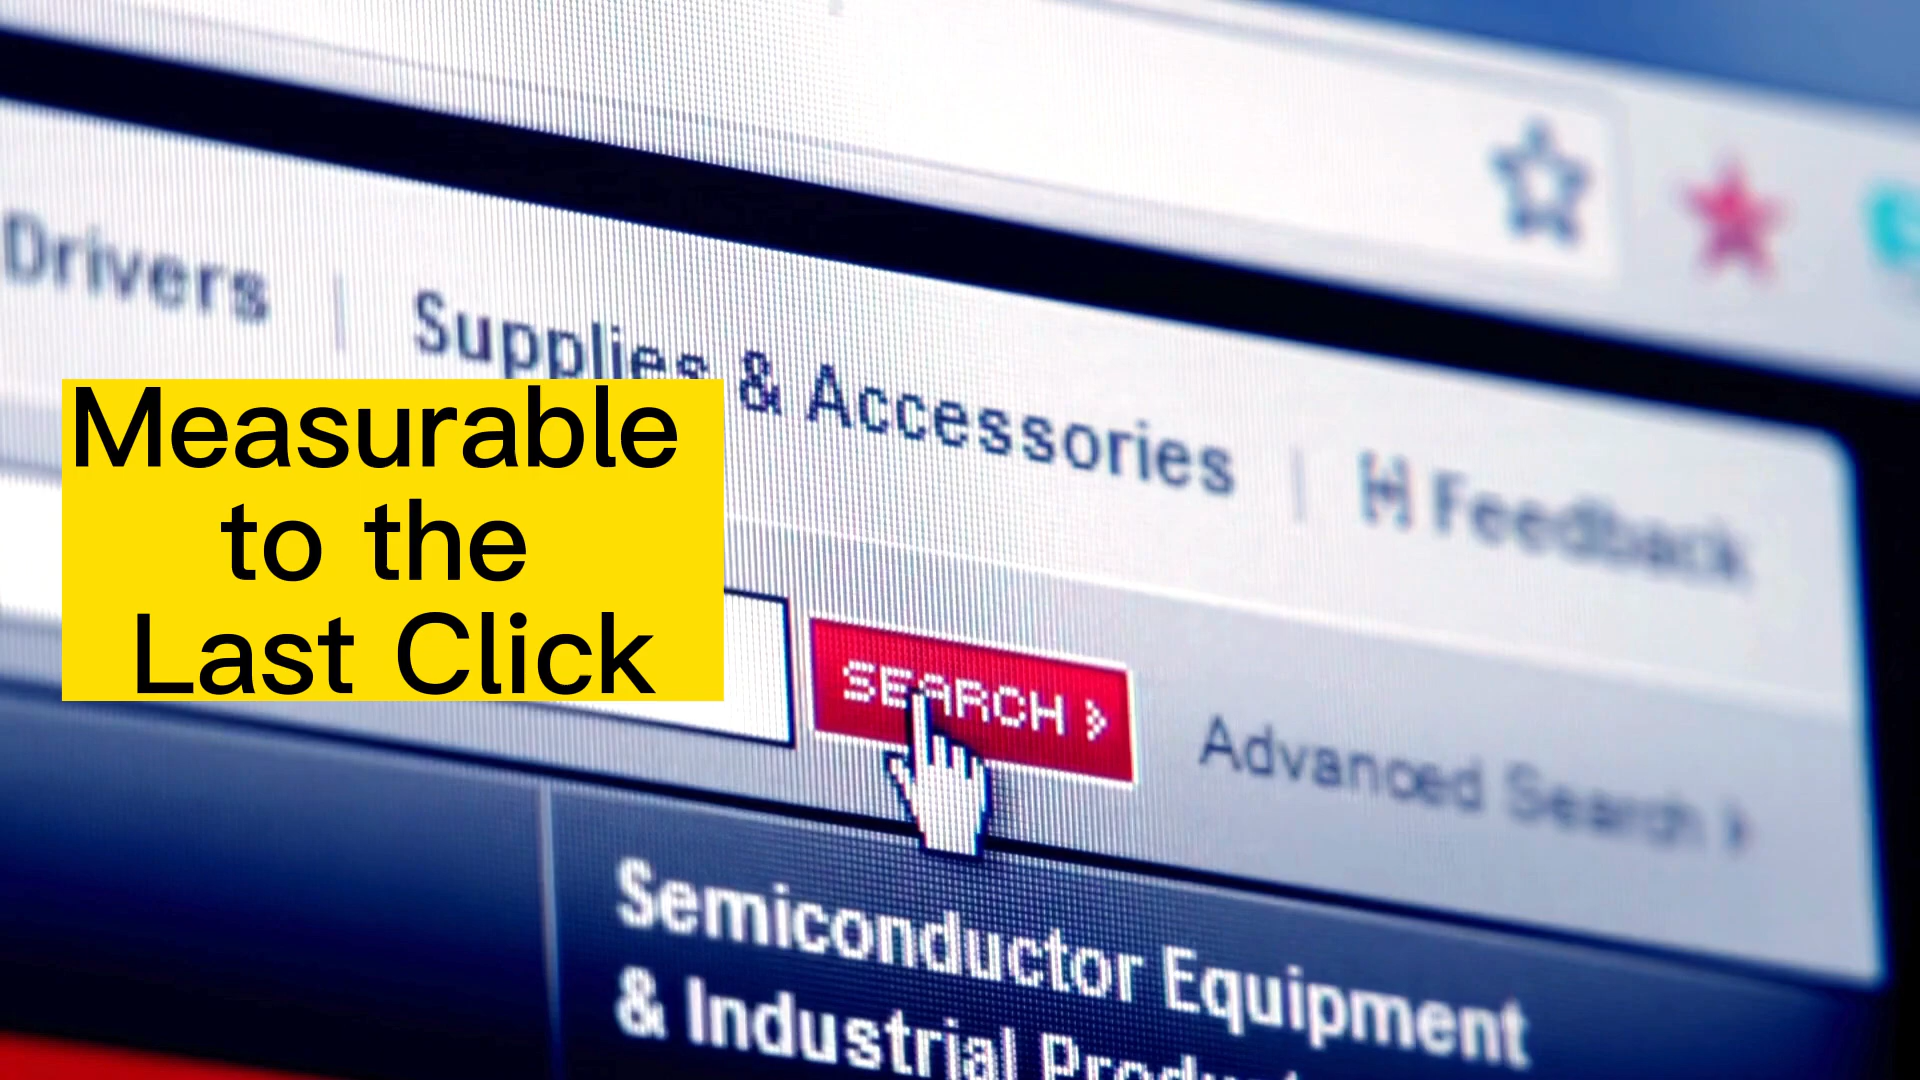 Drivers
Supplies & Accessories
Feedback
Measurable
to the
Last Click
SEARCH
Advanced Search
Semiconductor Equipment
& Industrial